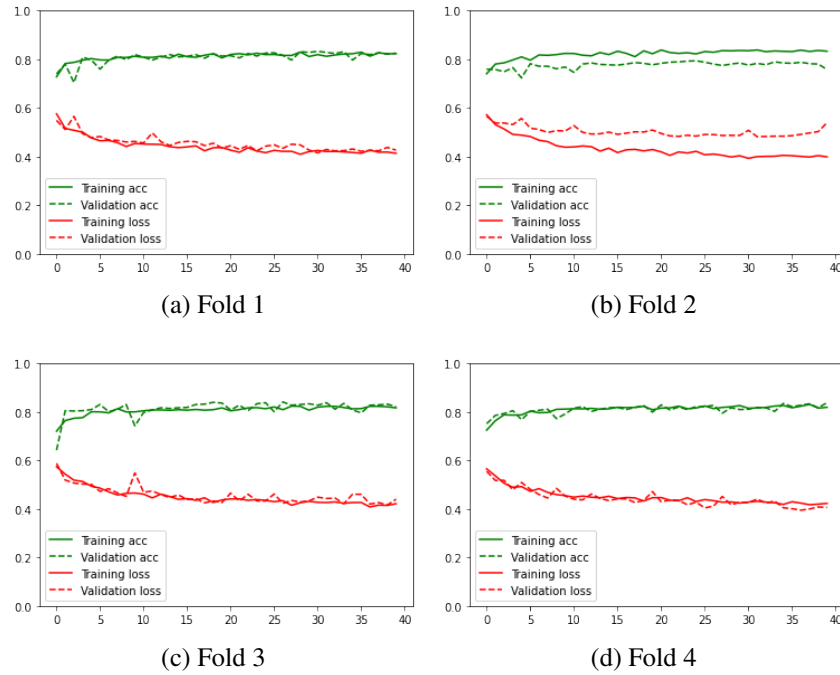 1.0
0.8
0.6
0.4
0.2
0.0
Training acc
Validation acc
Training loss
Validation loss
0 5 10 15 20 25 30 35 40
(a) Fold 1
1.0
0.8
0.6
0.4
0.2
0.0
Training acc
Validation acc
Training loss
Validation loss
0 5 10 15 20 25 30 35 40
(b) Fold 2
1.0
0.8
0.6
0.4
0.2
0.0
Training acc
Validation acc
Training loss
Validation loss
0 5 10 15 20 25 30 35 40
(c) Fold 3
1.0
0.8
0.6
0.4
0.2
0.0
Training acc
Validation acc
Training loss
Validation loss
0 5 10 15 20 25 30 35 40
(d) Fold 4